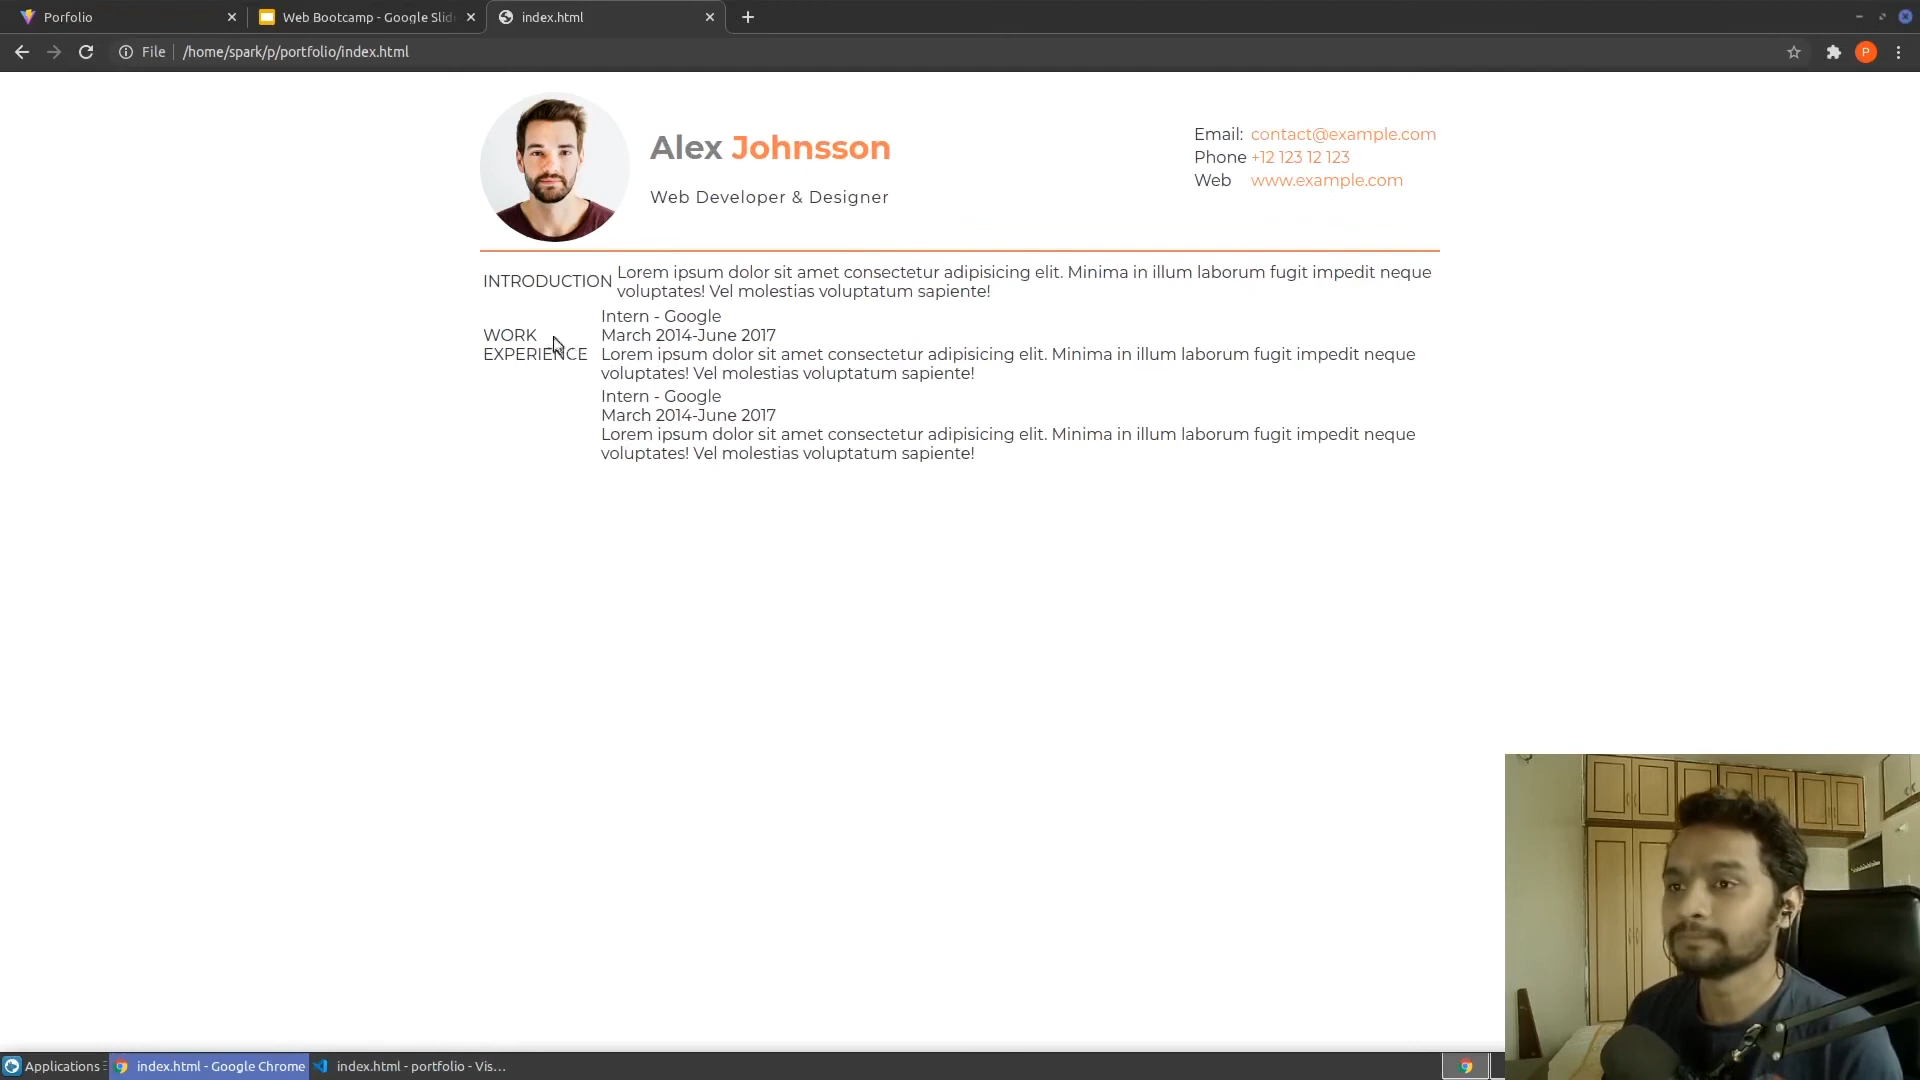 Porfolio
Web Bootcamp - Google Slid
index.html
File
/home/spark/p/portfolio/index.html
P
Alex Johnsson
Web Developer & Designer
Email: contact@example.com
Phone +12 123 12 123
Web www.example.com
INTRODUCTION
Lorem ipsum dolor sit amet consectetur adipisicing elit. Minima in illum laborum fugit impedit neque
voluptates! Vel molestias voluptatum sapiente!
WORK
EXPERIENCE
Intern - Google
March 2014-June 2017
Lorem ipsum dolor sit amet consectetur adipisicing elit. Minima in illum laborum fugit impedit neque
voluptates! Vel molestias voluptatum sapiente!
Intern - Google
March 2014-June 2017
Lorem ipsum dolor sit amet consectetur adipisicing elit. Minima in illum laborum fugit impedit neque
voluptates! Vel molestias voluptatum sapiente!
Applications
index.html - Google Chrome
index.html - portfolio - Vis...